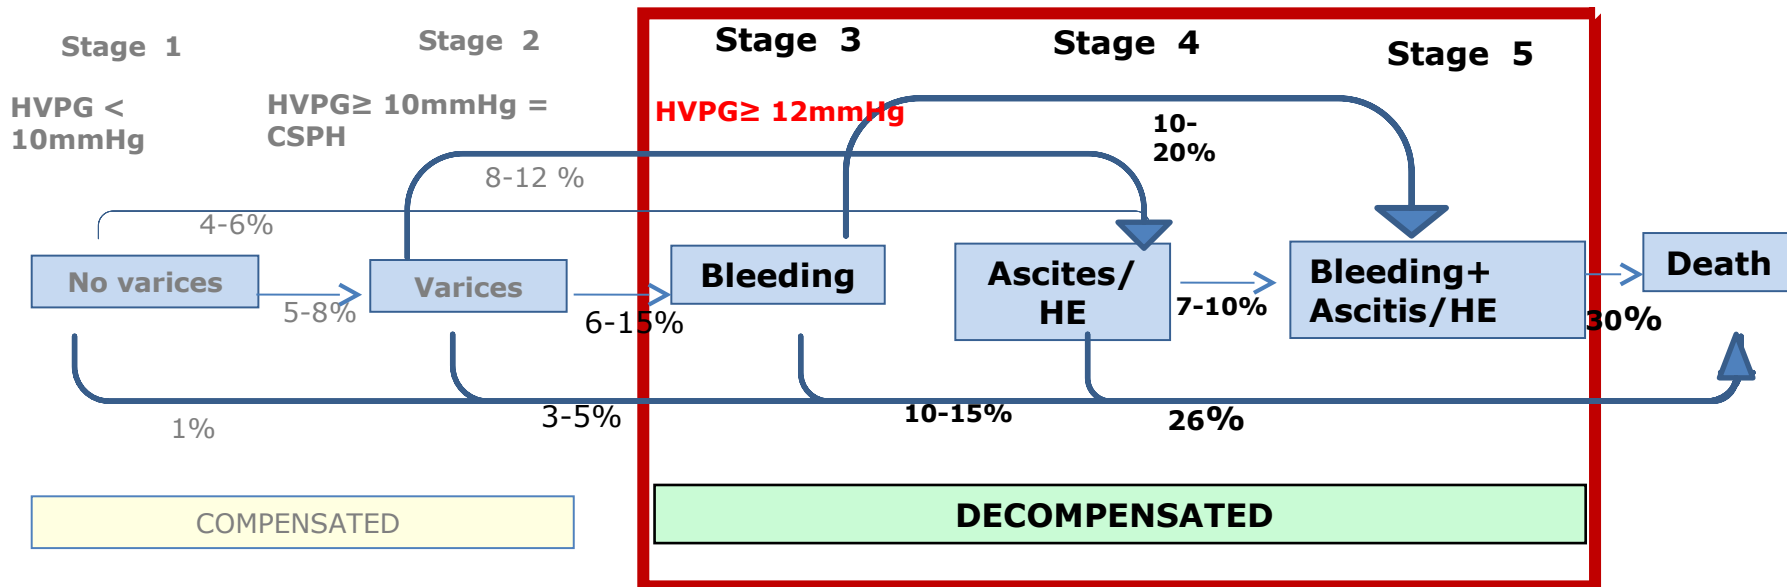 Stage 1
Stage 2
Stage 3
Stage 4
Stage 5
HVPG <
10mmHg
HVPG≥ 10mmHg =
CSPH
HVPG≥ 12mmHg
10-
20%
8-12 %
4-6%
No varices
5-8%
Varices
6-15%
Bleeding
Ascites/
HE
7-10%
Bleeding+
Ascitis/HE
30%
Death
1%
3-5%
10-15%
26%
COMPENSATED
DECOMPENSATED